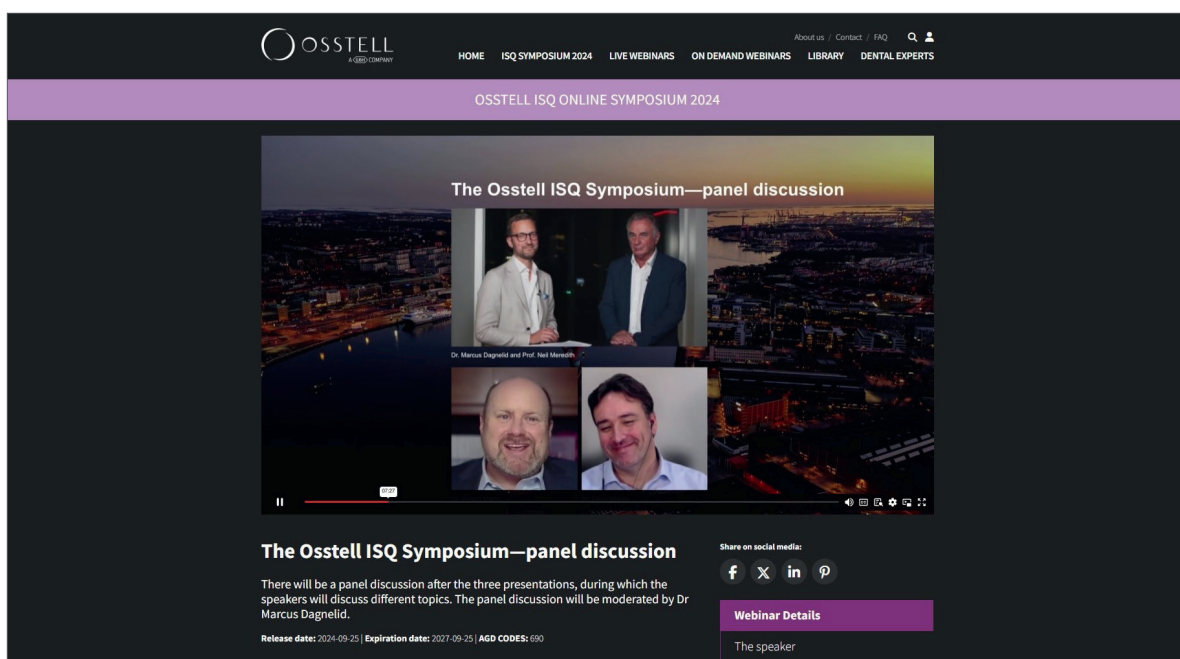 OSSTELL
A W&H COMPANY
About us / Contact / FAQ
HOME ISQ SYMPOSIUM 2024 LIVE WEBINARS ON DEMAND WEBINARS LIBRARY DENTAL EXPERTS
OSSTELL ISQ ONLINE SYMPOSIUM 2024
The Osstell ISQ Symposium—panel discussion
Dr. Marcus Dagnelid and Prof. Neil Meredith
07:27
The Osstell ISQ Symposium—panel discussion
There will be a panel discussion after the three presentations, during which the
speakers will discuss different topics. The panel discussion will be moderated by Dr
Marcus Dagnelid.
Release date: 2024-09-25 | Expiration date: 2027-09-25 | AGD CODES: 690
Share on social media:
Webinar Details
The speaker